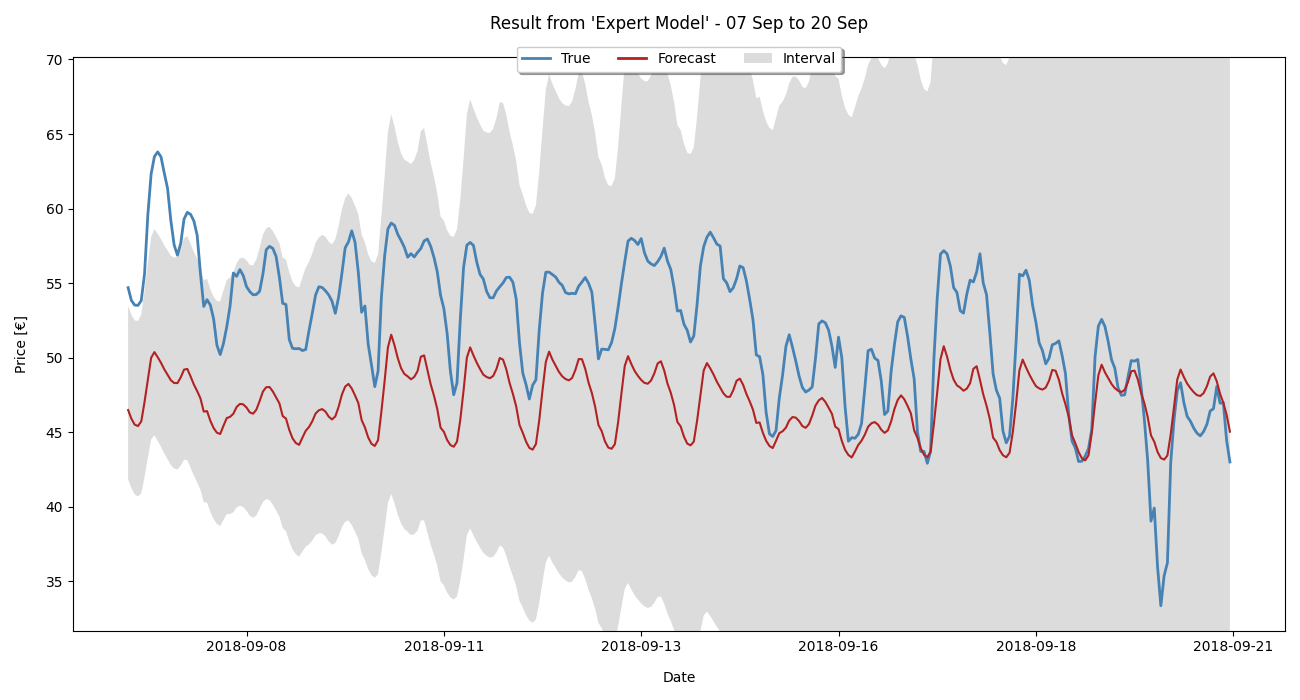 Result from 'Expert Model' - 07 Sep to 20 Sep
True
Forecast
Interval
70
65
60
55
50
45
40
35
Price [€]
2018-09-08
2018-09-11
2018-09-13
2018-09-16
2018-09-18
2018-09-21
Date